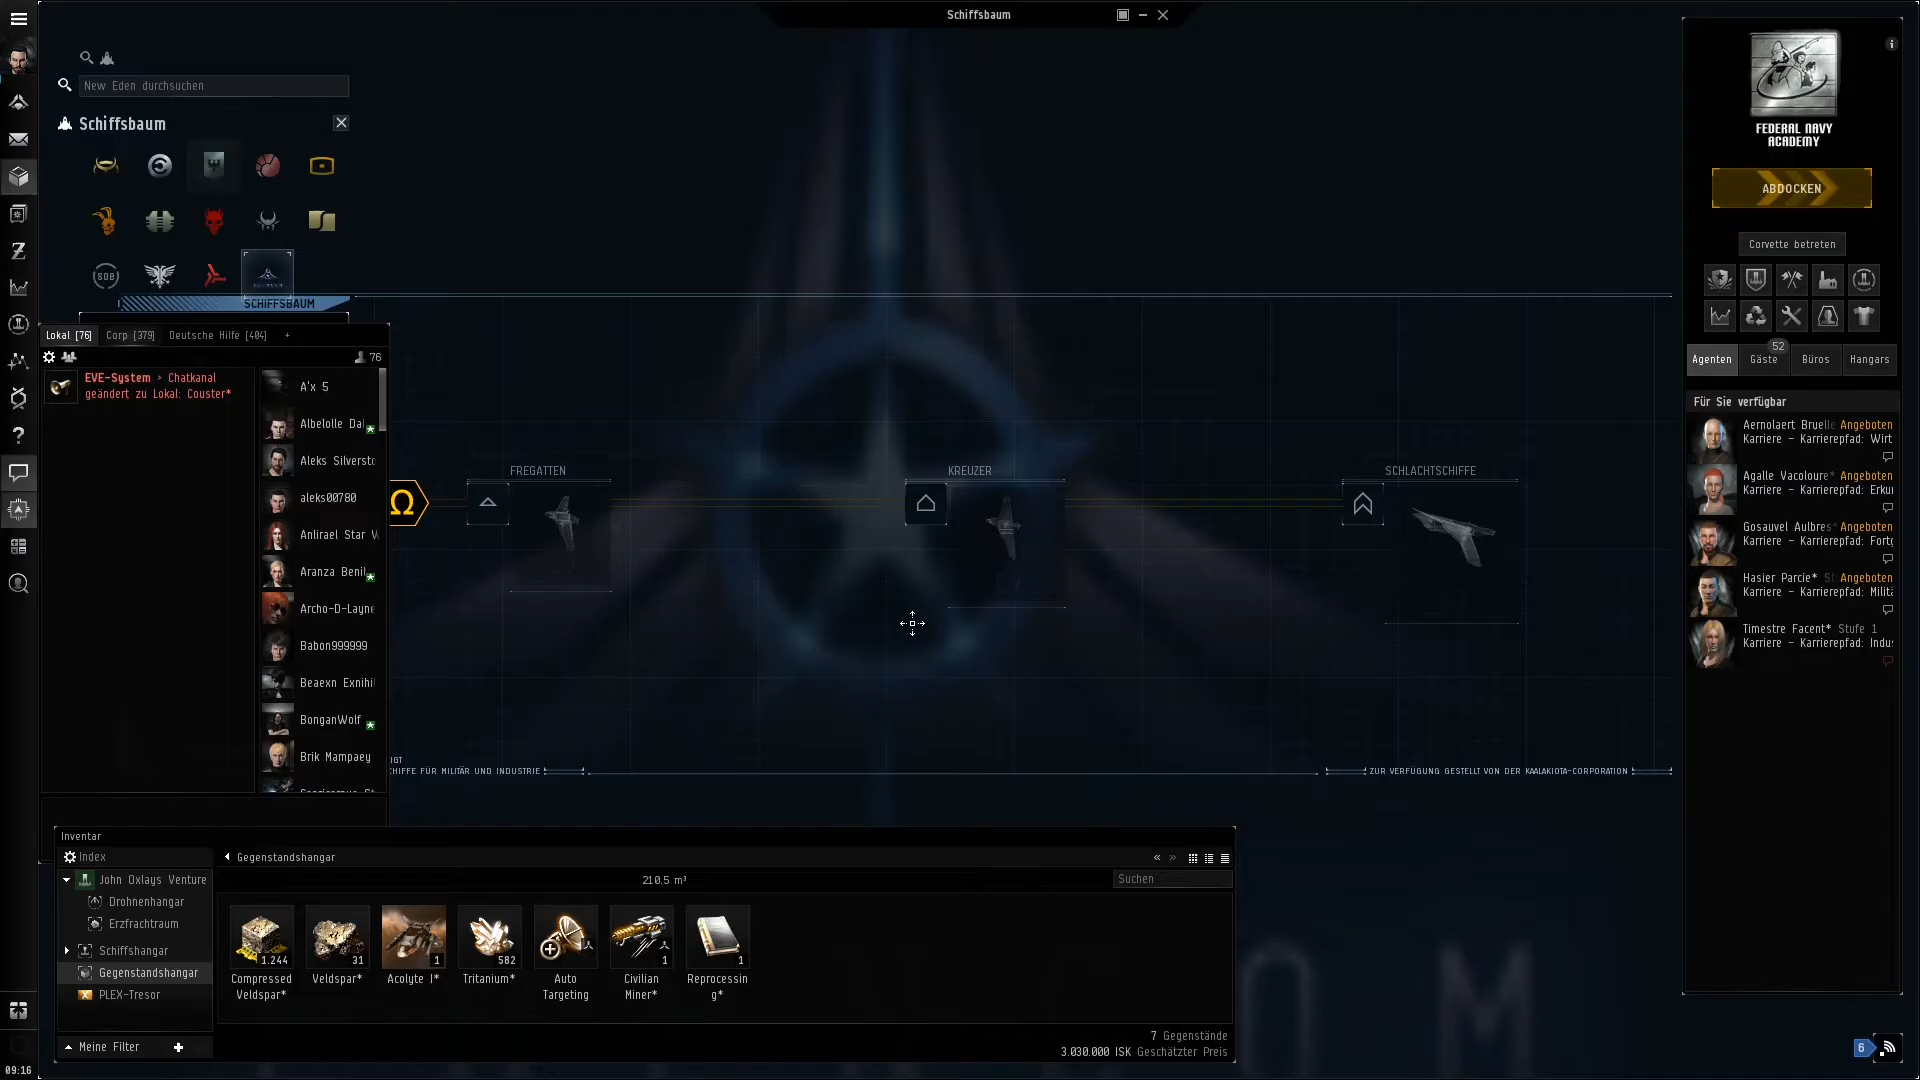 Schiffsbaum
New Eden durchsuchen
Schiffsbaum
SCHIFFSBAUM
Lokal [76]
Corp [379]
Deutsche Hilfe [404]
+
76
EVE-System > Chatkanal
geändert zu Lokal: Couster*
A'x 5
Albelolle Dal
Aleks Silversto
aleks00780
Anlirael Star
Aranza Benil
Archo-D-Layne
Babon999999
Beaexn Exnihil
BonganWolf
Brik Mampaey
Ω
FREGATTEN
KREUZER
SCHLACHTSCHIFFE
IGT
CHIFFE FÜR MILITÄR UND INDUSTRIE
ZUR VERFÜGUNG GESTELLT VON DER KAALAKIOTA-CORPORATION
Inventar
Index
John Oxlays Venture
Drohnenhangar
Erzfrachtraum
Schiffshangar
Gegenstandshangar
PLEX-Tresor
Meine Filter
Gegenstandshangar
210,5 m³
Suchen
1.244
Compressed
Veldspar*
31
Veldspar*
1
Acolyte I*
582
Tritanium*
Auto
Targeting
1
Civilian
Miner*
1
Reprocessin
g*
7 Gegenstände
3.030.000 ISK Geschätzter Preis
O M
FEDERAL NAVY
ACADEMY
ABDOCKEN
Corvette betreten
Agenten
Gäste
52
Büros
Hangars
Für Sie verfügbar
Aernolaert Bruelle Angeboten
Karriere - Karrierepfad: Wirt
Agalle Vacoloure* Angeboten
Karriere - Karrierepfad: Erku
Gosauvel Aulbres* Angeboten
Karriere - Karrierepfad: Fort
Hasier Parcie* St Angeboten
Karriere - Karrierepfad: Milit
Timestre Facent* Stufe 1
Karriere - Karrierepfad: Indu
SOB
09:16
6